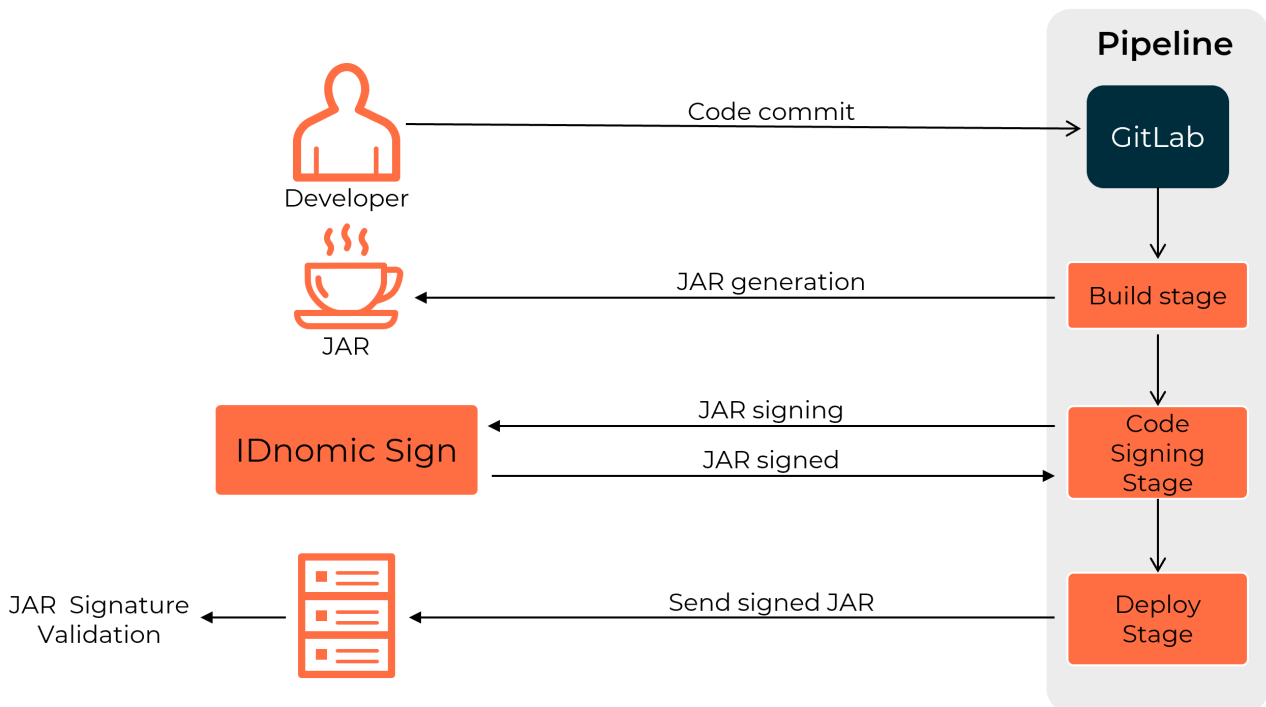 Pipeline
Code commit
GitLab
Developer
JAR generation
Build stage
JAR
JAR signing
Code
Signing
Stage
IDnomic Sign
JAR signed
Send signed JAR
Deploy
Stage
JAR  Signature
Validation